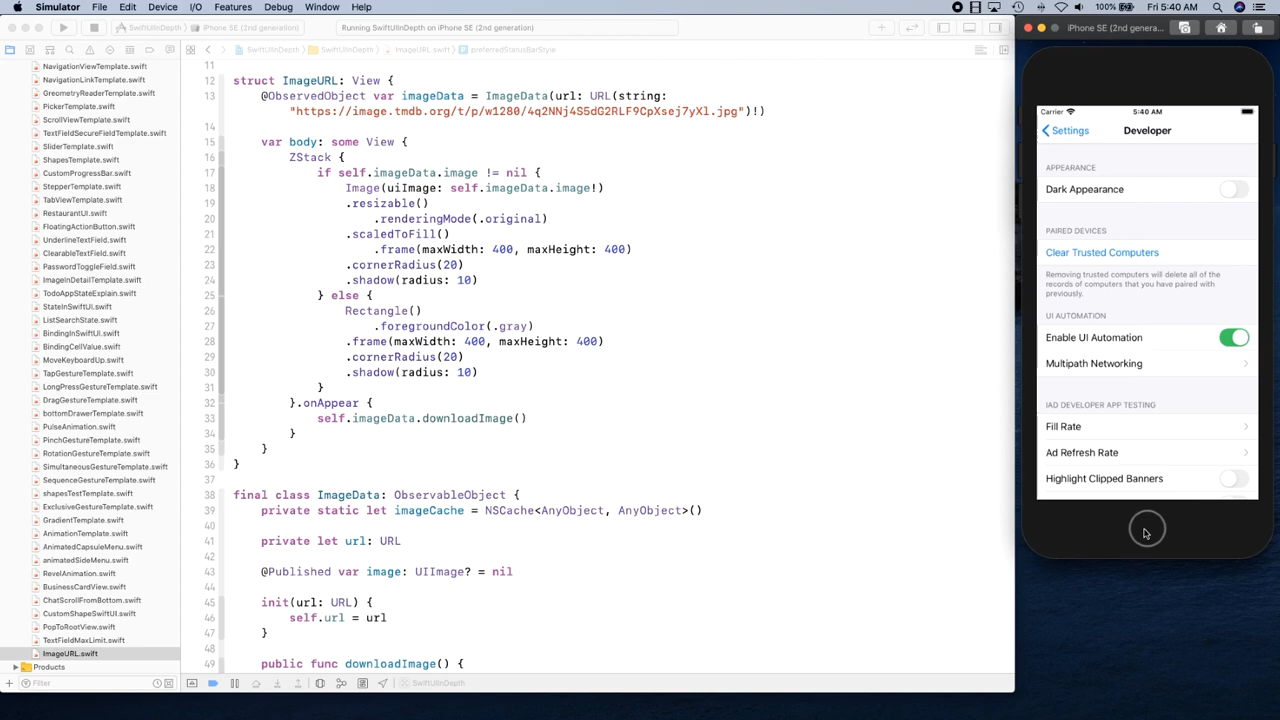 Simulator File Edit Device I/O Features Debug Window Help 100% Fri 5:40 AM
SwiftUIInDepth iPhone SE (2nd generation) Running SwiftUIInDepth on iPhone SE (2nd generation)
SwiftUIInDepth SwiftUIInDepth ImageURL.swift preferredStatusBarStyle
NavigationViewTemplate.swift
NavigationLinkTemplate.swift
GeometryReaderTemplate.swift
PickerTemplate.swift
ScrollViewTemplate.swift
TextFieldSecureFieldTemplate.swift
SliderTemplate.swift
ShapesTemplate.swift
CustomProgressBar.swift
StepperTemplate.swift
TabViewTemplate.swift
RestaurantUI.swift
FloatingActionButton.swift
UnderlineTextField.swift
ClearableTextField.swift
PasswordToggleField.swift
ImageInDetailTemplate.swift
TodoAppStateExplain.swift
StateInSwiftUi.swift
ListSearchState.swift
BindingInSwiftUI.swift
BindingCellValue.swift
MoveKeyboardUp.swift
TapGestureTemplate.swift
LongPressGestureTemplate.swift
DragGestureTemplate.swift
bottomDrawerTemplate.swift
PulseAnimation.swift
PinchGestureTemplate.swift
RotationGestureTemplate.swift
SimultaneousGestureTemplate.swift
SequenceGestureTemplate.swift
shapesTestTemplate.swift
ExclusiveGestureTemplate.swift
GradientTemplate.swift
AnimationTemplate.swift
AnimatedCapsuleMenu.swift
animatedSideMenu.swift
RevelAnimation.swift
BusinessCardView.swift
ChatScrollFromBottom.swift
CustomShapeSwiftUI.swift
PopToRootView.swift
TextFieldMaxLimit.swift
ImageURL.swift
Products
Filter
11
12 struct ImageURL: View {
13 @ObservedObject var imageData = ImageData(url: URL(string:
"https://image.tmdb.org/t/p/w1280/4q2NNj4S5dG2RLF9CpXsej7yXl.jpg")!)
14
15 var body: some View {
16 ZStack {
17 if self.imageData.image != nil {
18 Image(uiImage: self.imageData.image!)
19 .resizable()
20 .renderingMode(.original)
21 .scaledToFill()
22 .frame(maxWidth: 400, maxHeight: 400)
23 .cornerRadius(20)
24 .shadow(radius: 10)
25 } else {
26 Rectangle()
27 .foregroundColor(.gray)
28 .frame(maxWidth: 400, maxHeight: 400)
29 .cornerRadius(20)
30 .shadow(radius: 10)
31 }
32 }.onAppear {
33 self.imageData.downloadImage()
34 }
35 }
36 }
37
38 final class ImageData: ObservableObject {
39 private static let imageCache = NSCache<AnyObject, AnyObject>()
40
41 private let url: URL
42
43 @Published var image: UIImage? = nil
44
45 init(url: URL) {
46 self.url = url
47 }
48
49 public func downloadImage() {
SwiftUIInDepth
iPhone SE (2nd genera...
Carrier 5:40 AM
Settings Developer
APPEARANCE
Dark Appearance
PAIRED DEVICES
Clear Trusted Computers
Removing trusted computers will delete all of the
records of computers that you have paired with
previously.
UI AUTOMATION
Enable UI Automation
Multipath Networking
IAD DEVELOPER APP TESTING
Fill Rate
Ad Refresh Rate
Highlight Clipped Banners